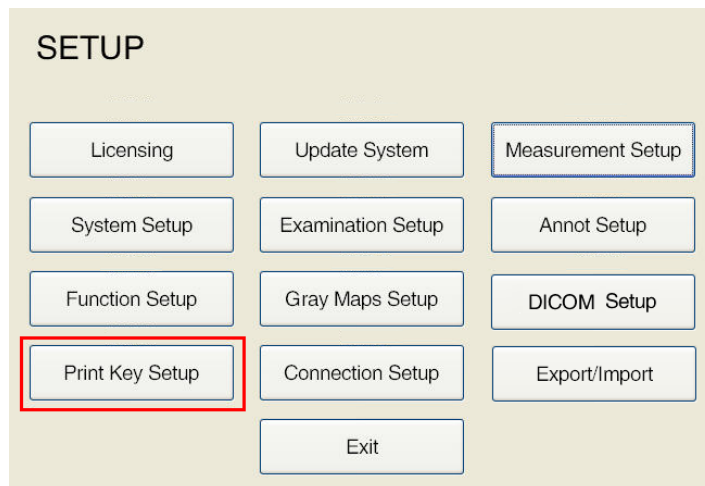 SETUP
Licensing
Update System
Measurement Setup
System Setup
Examination Setup
Annot Setup
Function Setup
Gray Maps Setup
DICOM Setup
Print Key Setup
Connection Setup
Export/Import
Exit